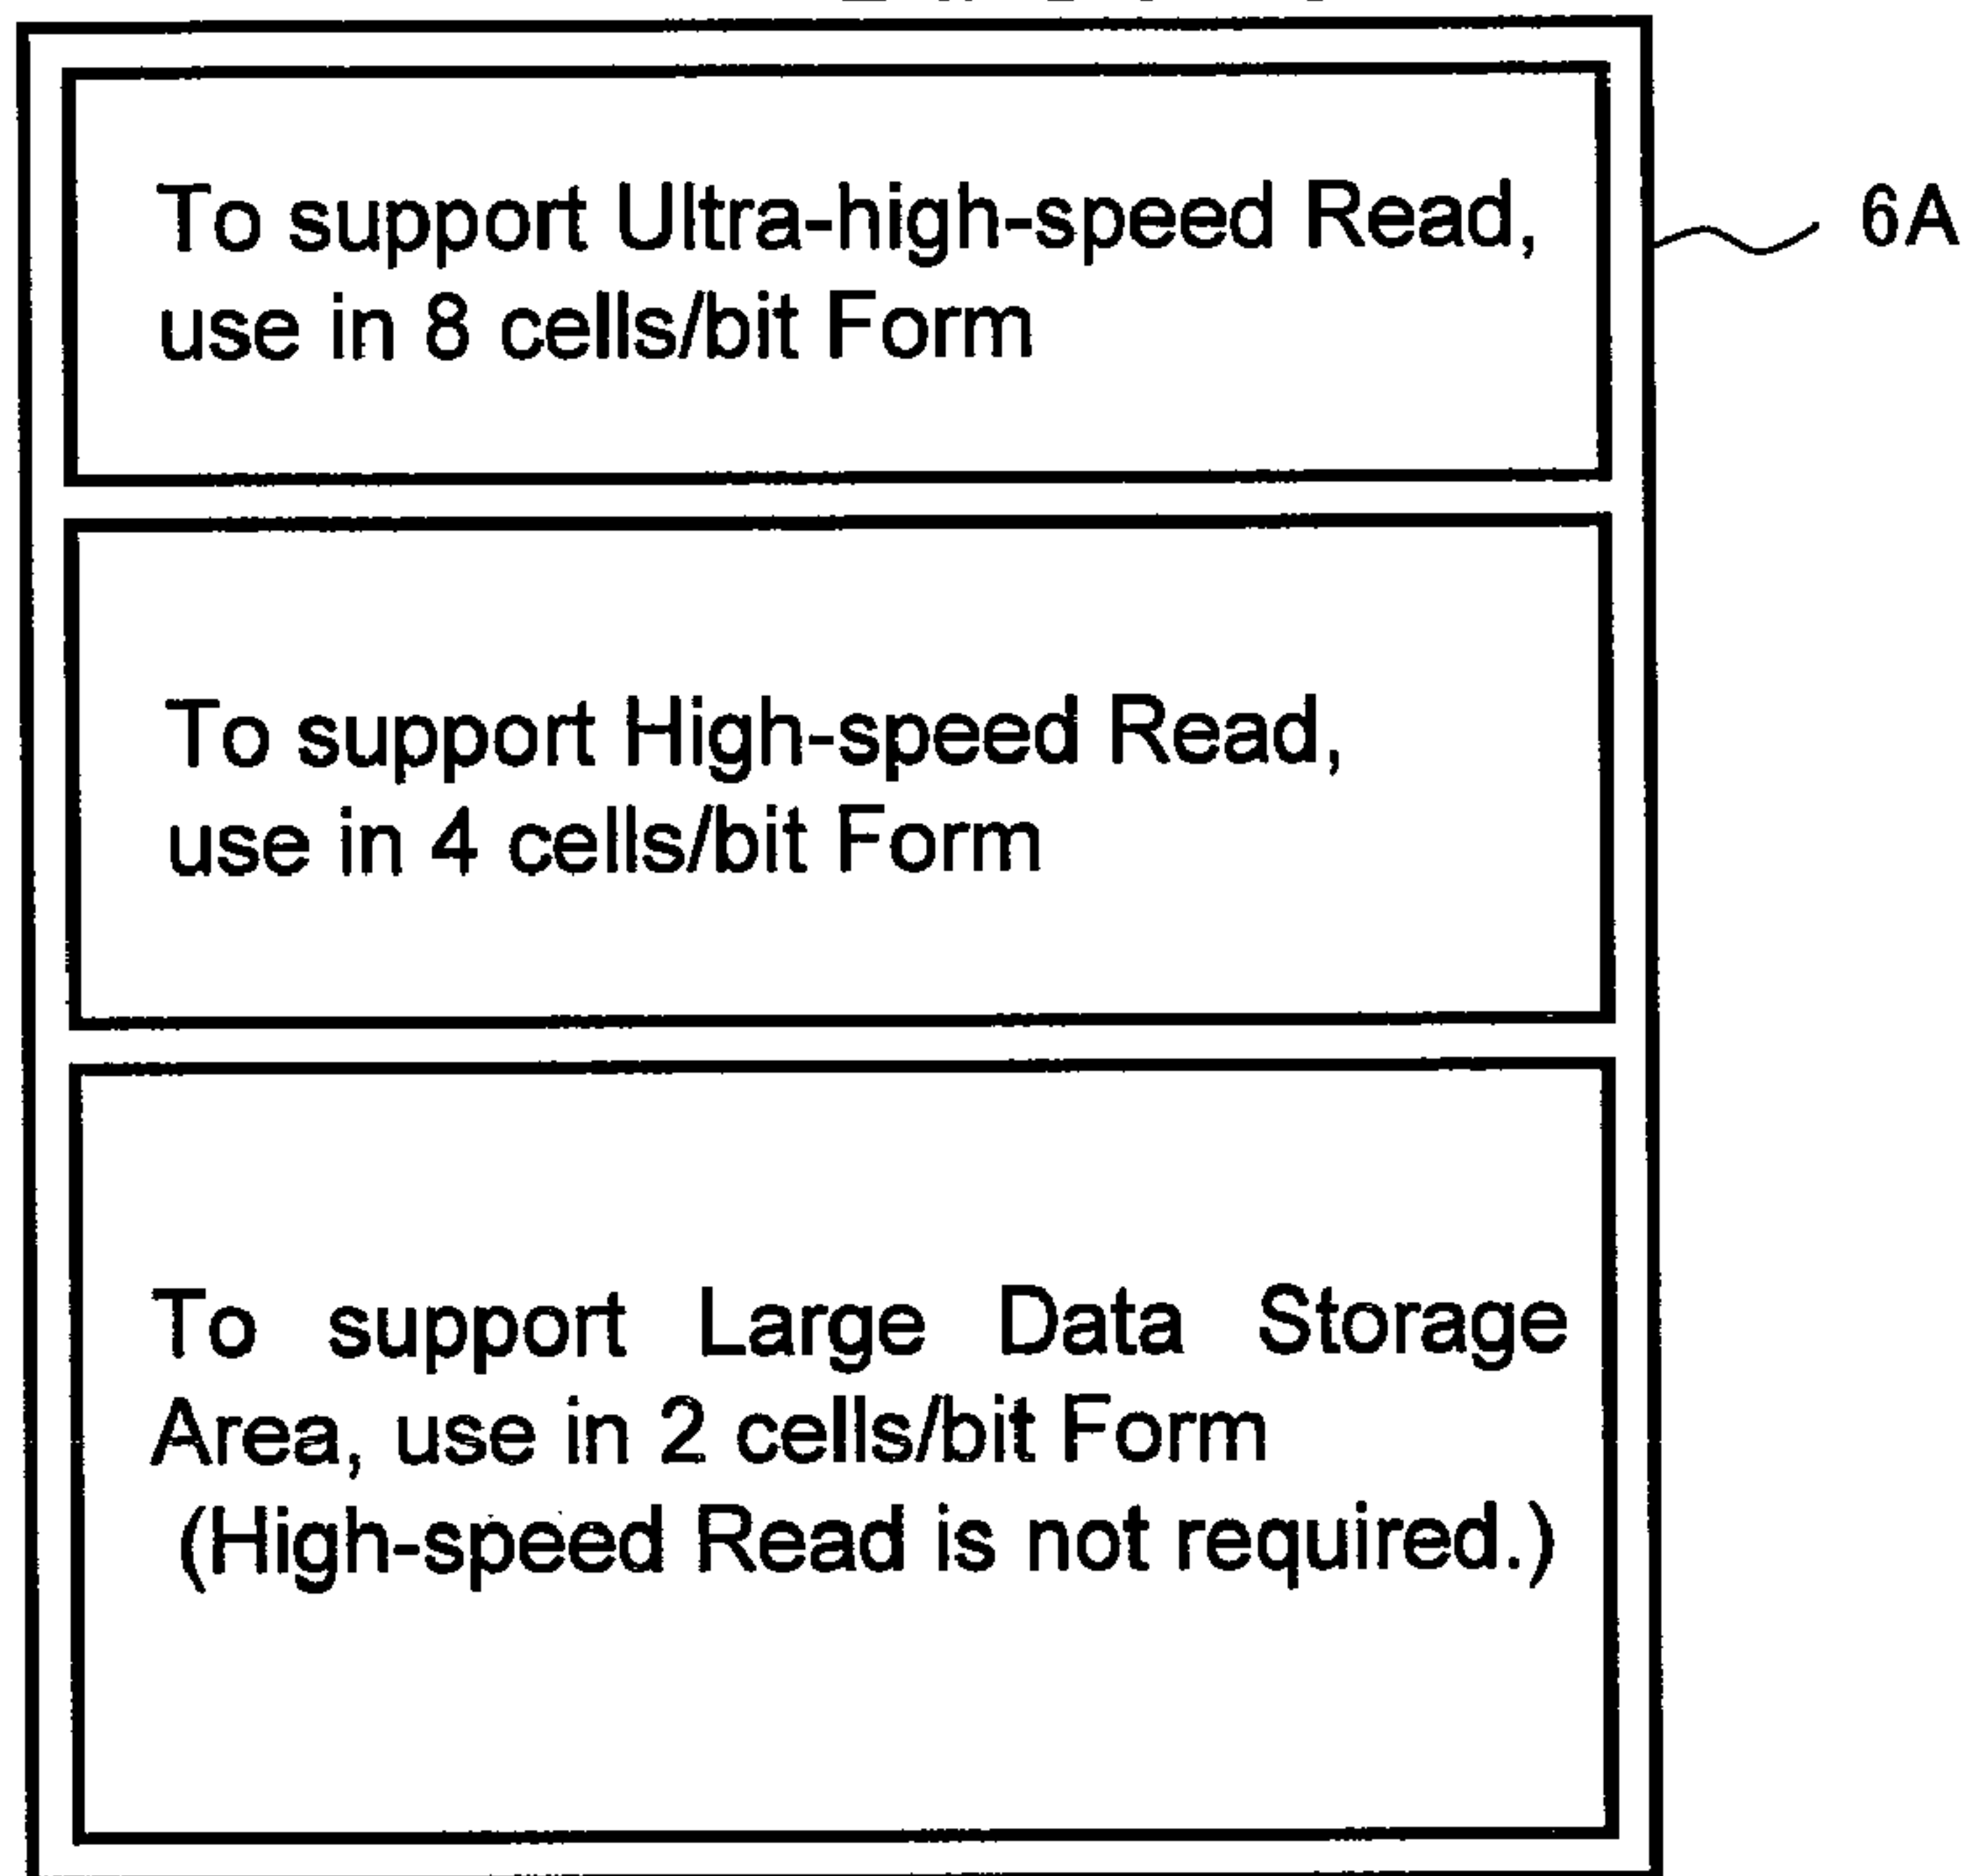 To support Ultra-high-speed Read,
use in 8 cells/bit Form
6A
To support High-speed Read,
use in 4 cells/bit Form
To support Large Data Storage
Area, use in 2 cells/bit Form
(High-speed Read is not required.)